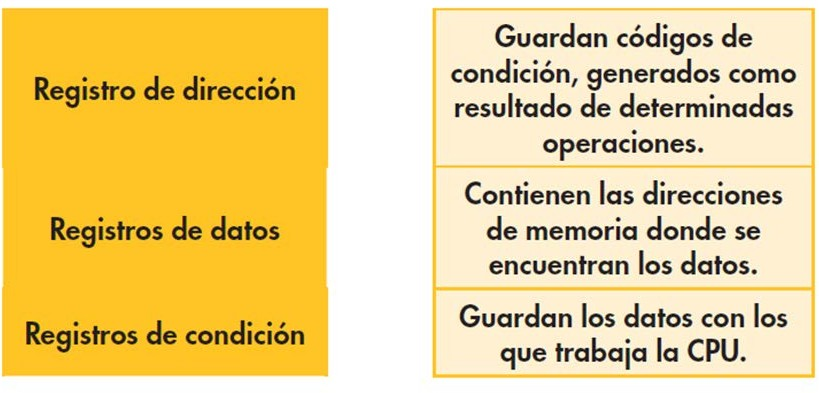 Registro de dirección
Guardan códigos de
condición, generados como
resultado de determinadas
operaciones.
Registros de datos
Contienen las direcciones
de memoria donde se
encuentran los datos.
Registros de condición
Guardan los datos con los
que trabaja la CPU.